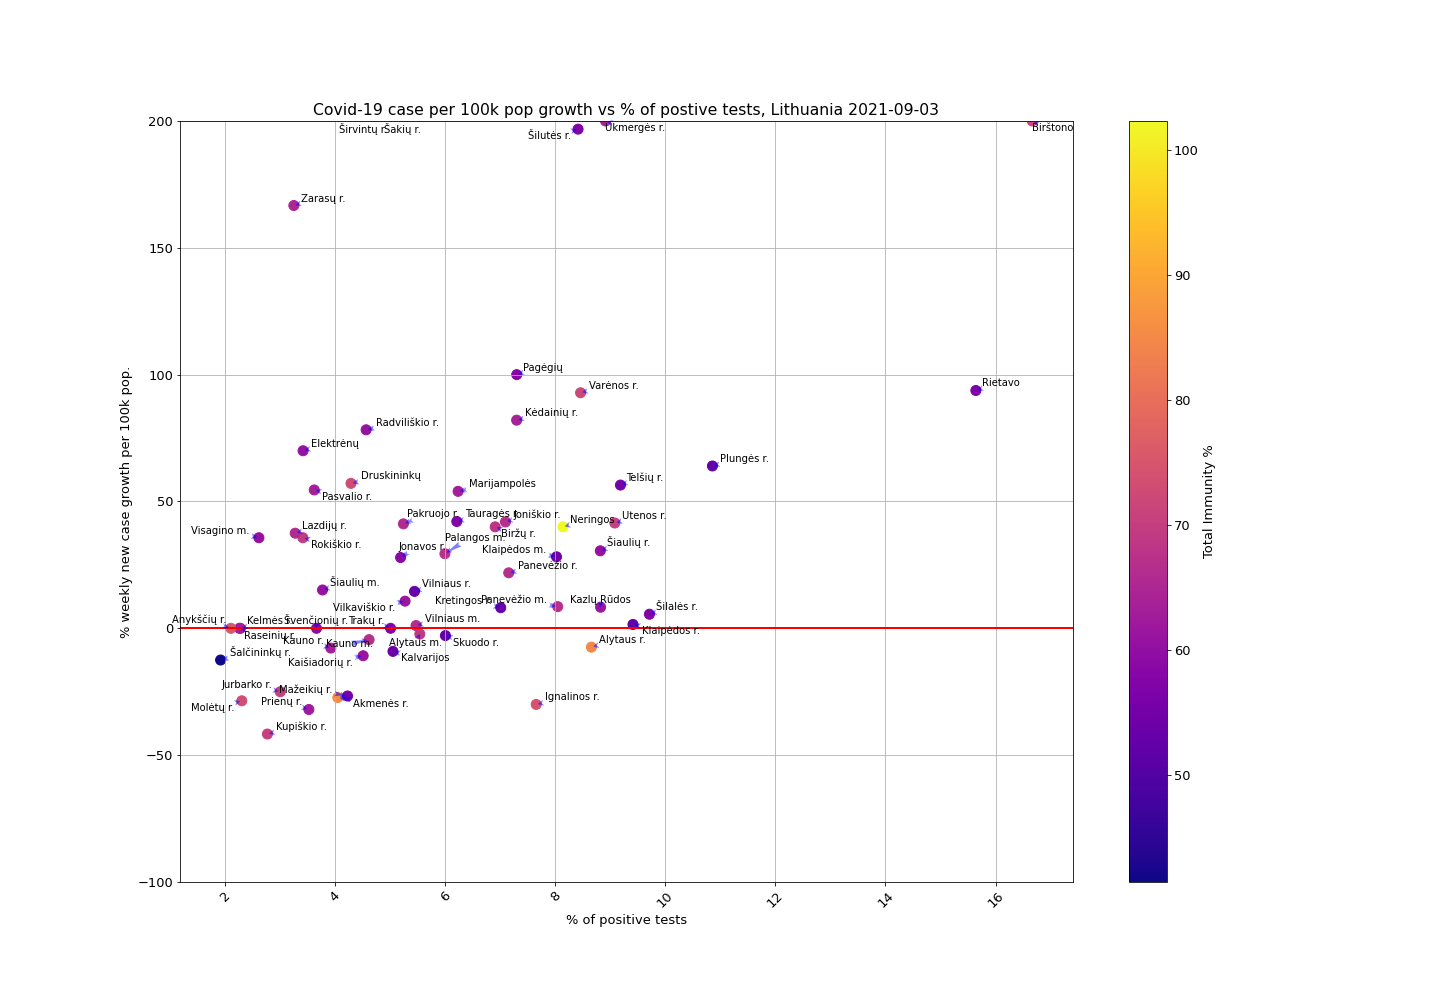 Covid-19 case per 100k pop growth vs % of postive tests, Lithuania 2021-09-03
200
150
100
50
0
−50
−100
% weekly new case growth per 100k pop.
Širvintų r.
Šakių r.
Šilutės r.
Ukmergės r.
Birštono
Zarasų r.
Pagėgių
Varėnos r.
Rietavo
Kėdainių r.
Radviliškio r.
Elektrėnų
Plungės r.
Druskininkų
Telšių r.
Marijampolės
Pasvalio r.
Pakruojo r.
Tauragės r.
Joniškio r.
Neringos
Utenos r.
Visagino m.
Lazdijų r.
Biržų r.
Rokiškio r.
Palangos m.
Jonavos r.
Klaipėdos m.
Šiaulių r.
Panevėžio r.
Šiaulių m.
Vilniaus r.
Vilkaviškio r.
Kretingos r.
Panevėžio m.
Kazlų Rūdos
Šilalės r.
Anykščių r.
Kelmės r.
Švenčionių r.
Trakų r.
Vilniaus m.
Klaipėdos r.
Raseinių r.
Kauno r.
Kauno m.
Alytaus m.
Skuodo r.
Alytaus r.
Šalčininkų r.
Kaišiadorių r.
Kalvarijos
Jurbarko r.
Mažeikių r.
Molėtų r.
Prienų r.
Akmenės r.
Ignalinos r.
Kupiškio r.
2
4
6
8
10
12
14
16
% of positive tests
100
90
80
70
60
50
Total Immunity %